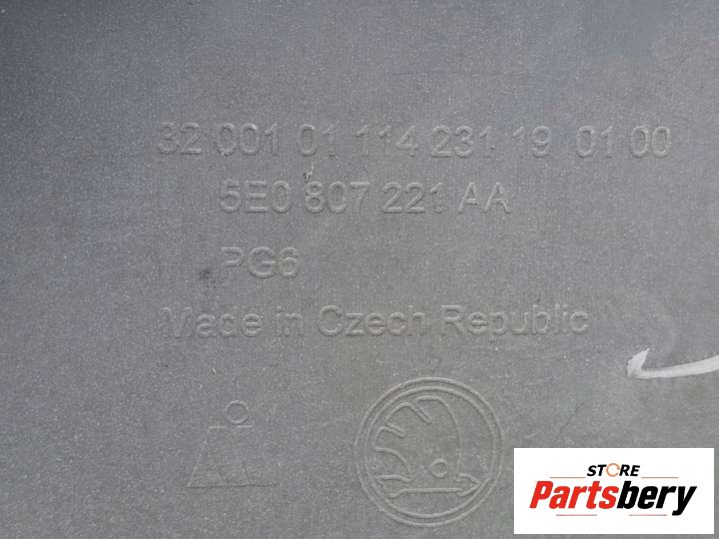 32 001 01 114 231 19 01 00
5E0 807 221 AA
PG6
Made in Czech Republic
STORE
Partsbery